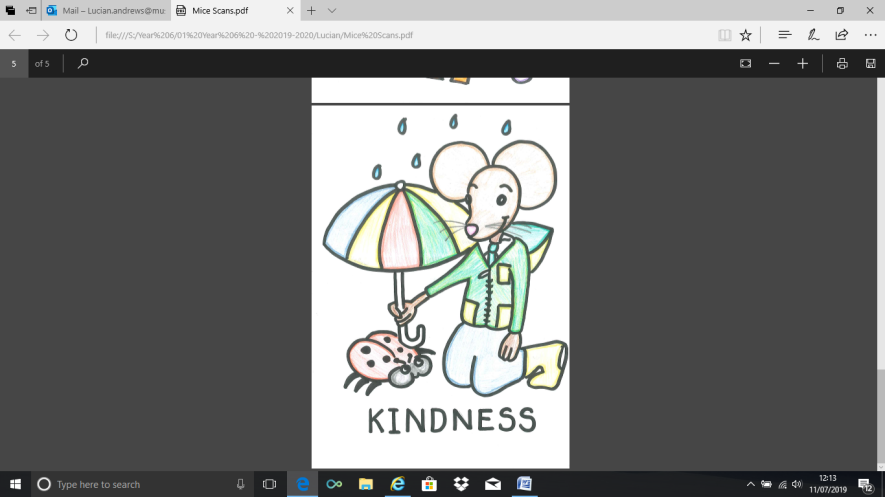 Mail – Lucian.andrews@mu:
Mice Scans.pdf
file:///S:/Year%206/01%20Year%206%20-%202019-2020/Lucian/Mice%20Scans.pdf
5 of 5
KINDNESS
Type here to search
12:13
11/07/2019
12